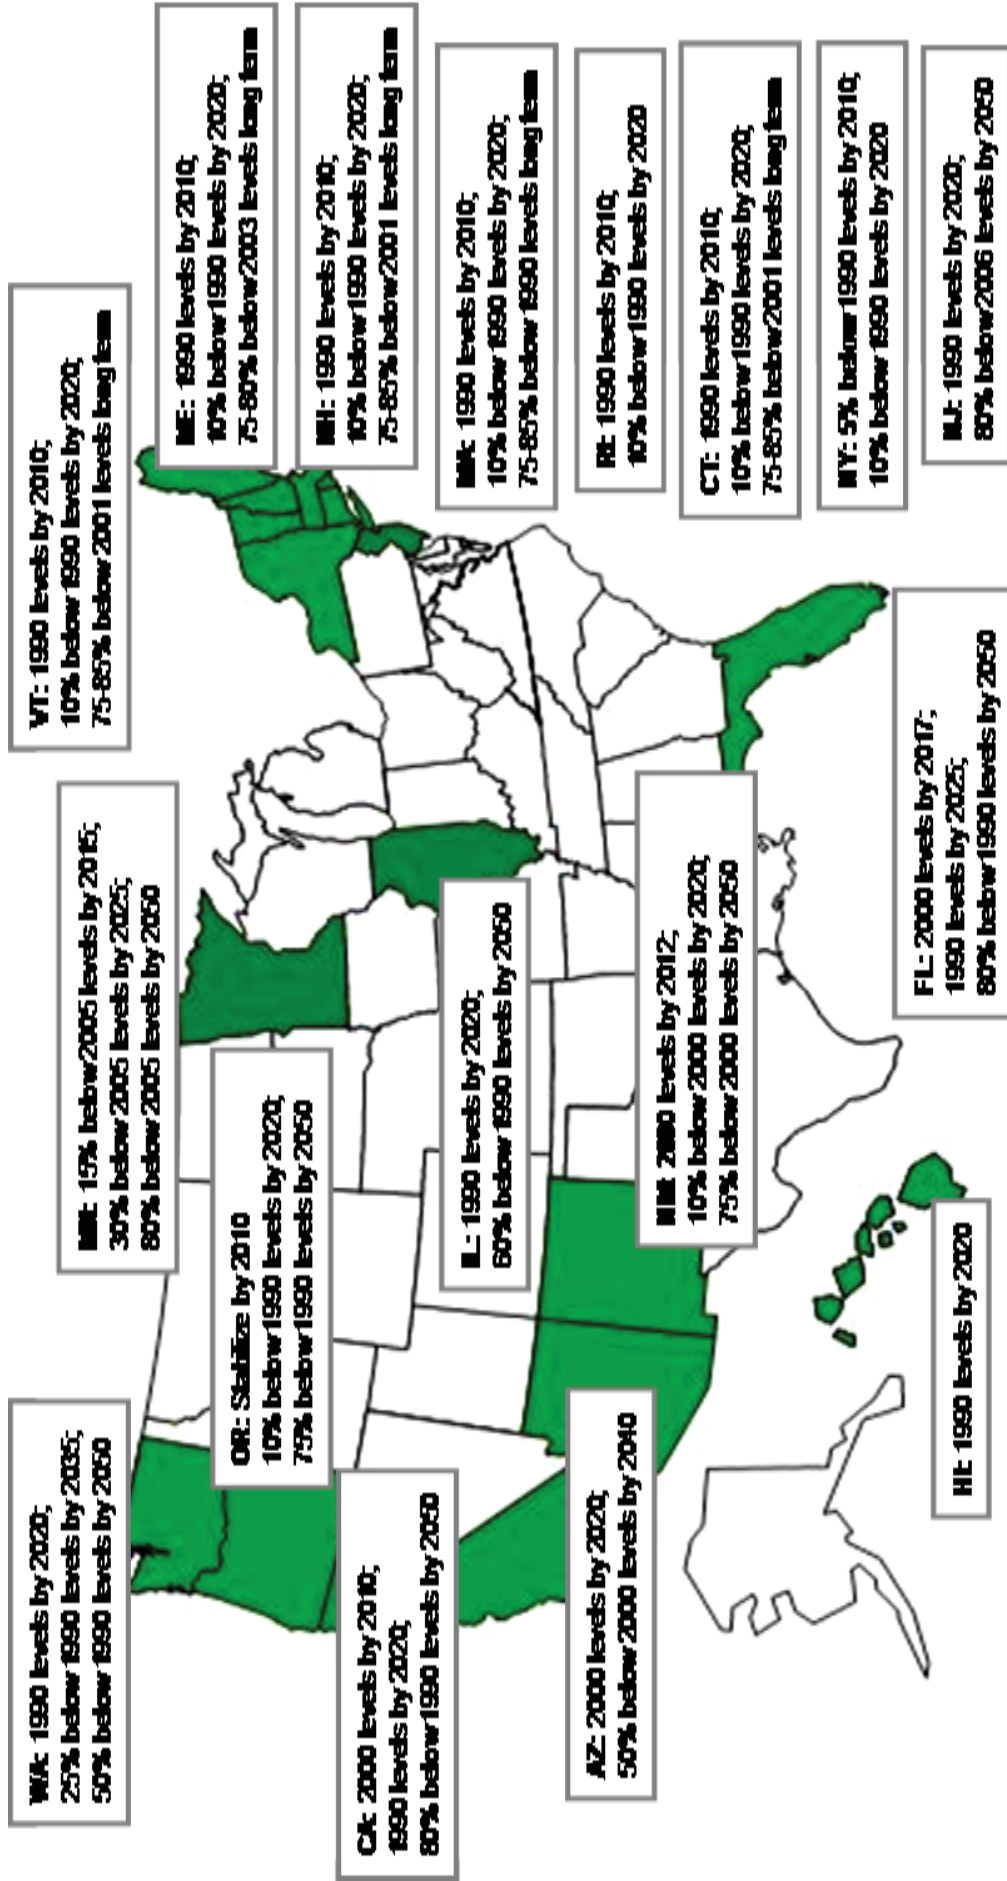 WA: 1990 levels by 2020;
25% below 1990 levels by 2035;
50% below 1990 levels by 2050
OR: Stabilize by 2010
10% below 1990 levels by 2020;
75% below 1990 levels by 2050
CA: 2000 levels by 2010;
1990 levels by 2020;
80% below 1990 levels by 2050
AZ: 2000 levels by 2020;
50% below 2000 levels by 2040
HI: 1990 levels by 2020
MN: 15% below 2005 levels by 2015;
30% below 2005 levels by 2025;
80% below 2005 levels by 2050
IL: 1990 levels by 2020;
60% below 1990 levels by 2050
NM: 2000 levels by 2012;
10% below 2000 levels by 2020;
75% below 2000 levels by 2050
FL: 2000 levels by 2017;
1990 levels by 2025;
80% below 1990 levels by 2050
VT: 1990 levels by 2010;
10% below 1990 levels by 2020;
75-85% below 2001 levels long term
ME: 1990 levels by 2010;
10% below 1990 levels by 2020;
75-80% below 2003 levels long term
NH: 1990 levels by 2010;
10% below 1990 levels by 2020;
75-85% below 2001 levels long term
MA: 1990 levels by 2010;
10% below 1990 levels by 2020;
75-85% below 1990 levels long term
RI: 1990 levels by 2010;
10% below 1990 levels by 2020
CT: 1990 levels by 2010;
10% below 1990 levels by 2020;
75-85% below 2001 levels long term
NY: 5% below 1990 levels by 2010;
10% below 1990 levels by 2020
NJ: 1990 levels by 2020;
80% below 2006 levels by 2050